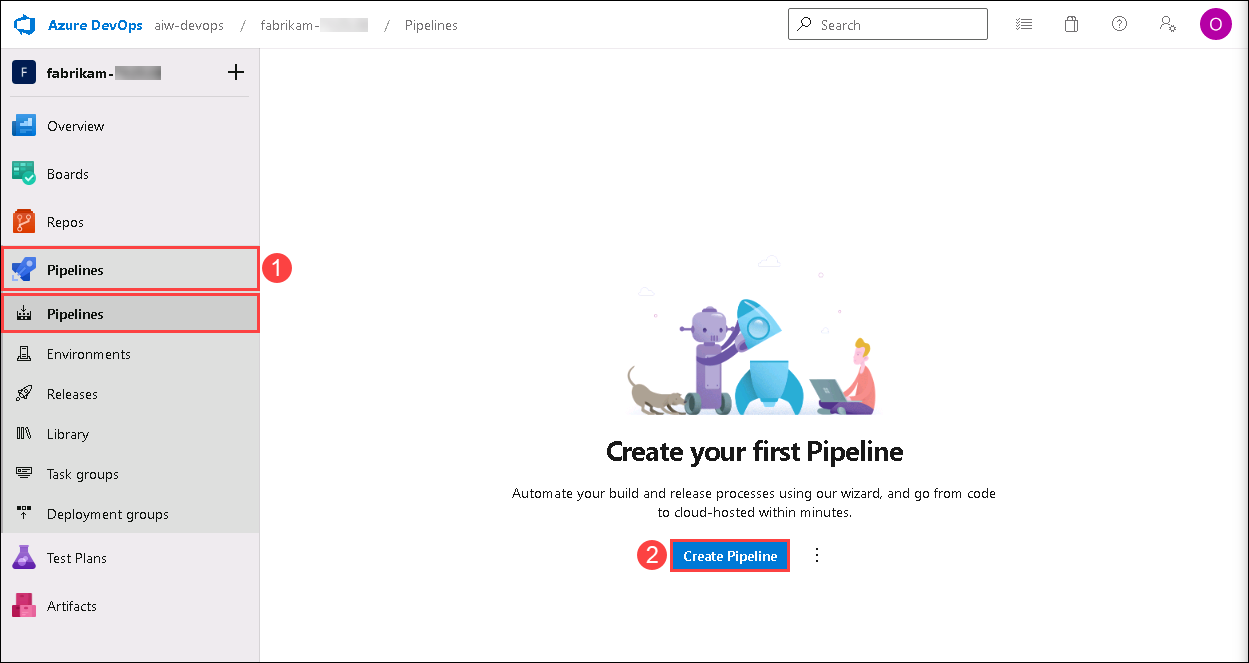 Azure DevOps aiw-devops / fabrikam- / Pipelines
Search
O
F fabrikam-
Overview
Boards
Repos
Pipelines
1
Pipelines
Environments
Releases
Library
Task groups
Deployment groups
Test Plans
Artifacts
Create your first Pipeline
Automate your build and release processes using our wizard, and go from code
to cloud-hosted within minutes.
2 Create Pipeline